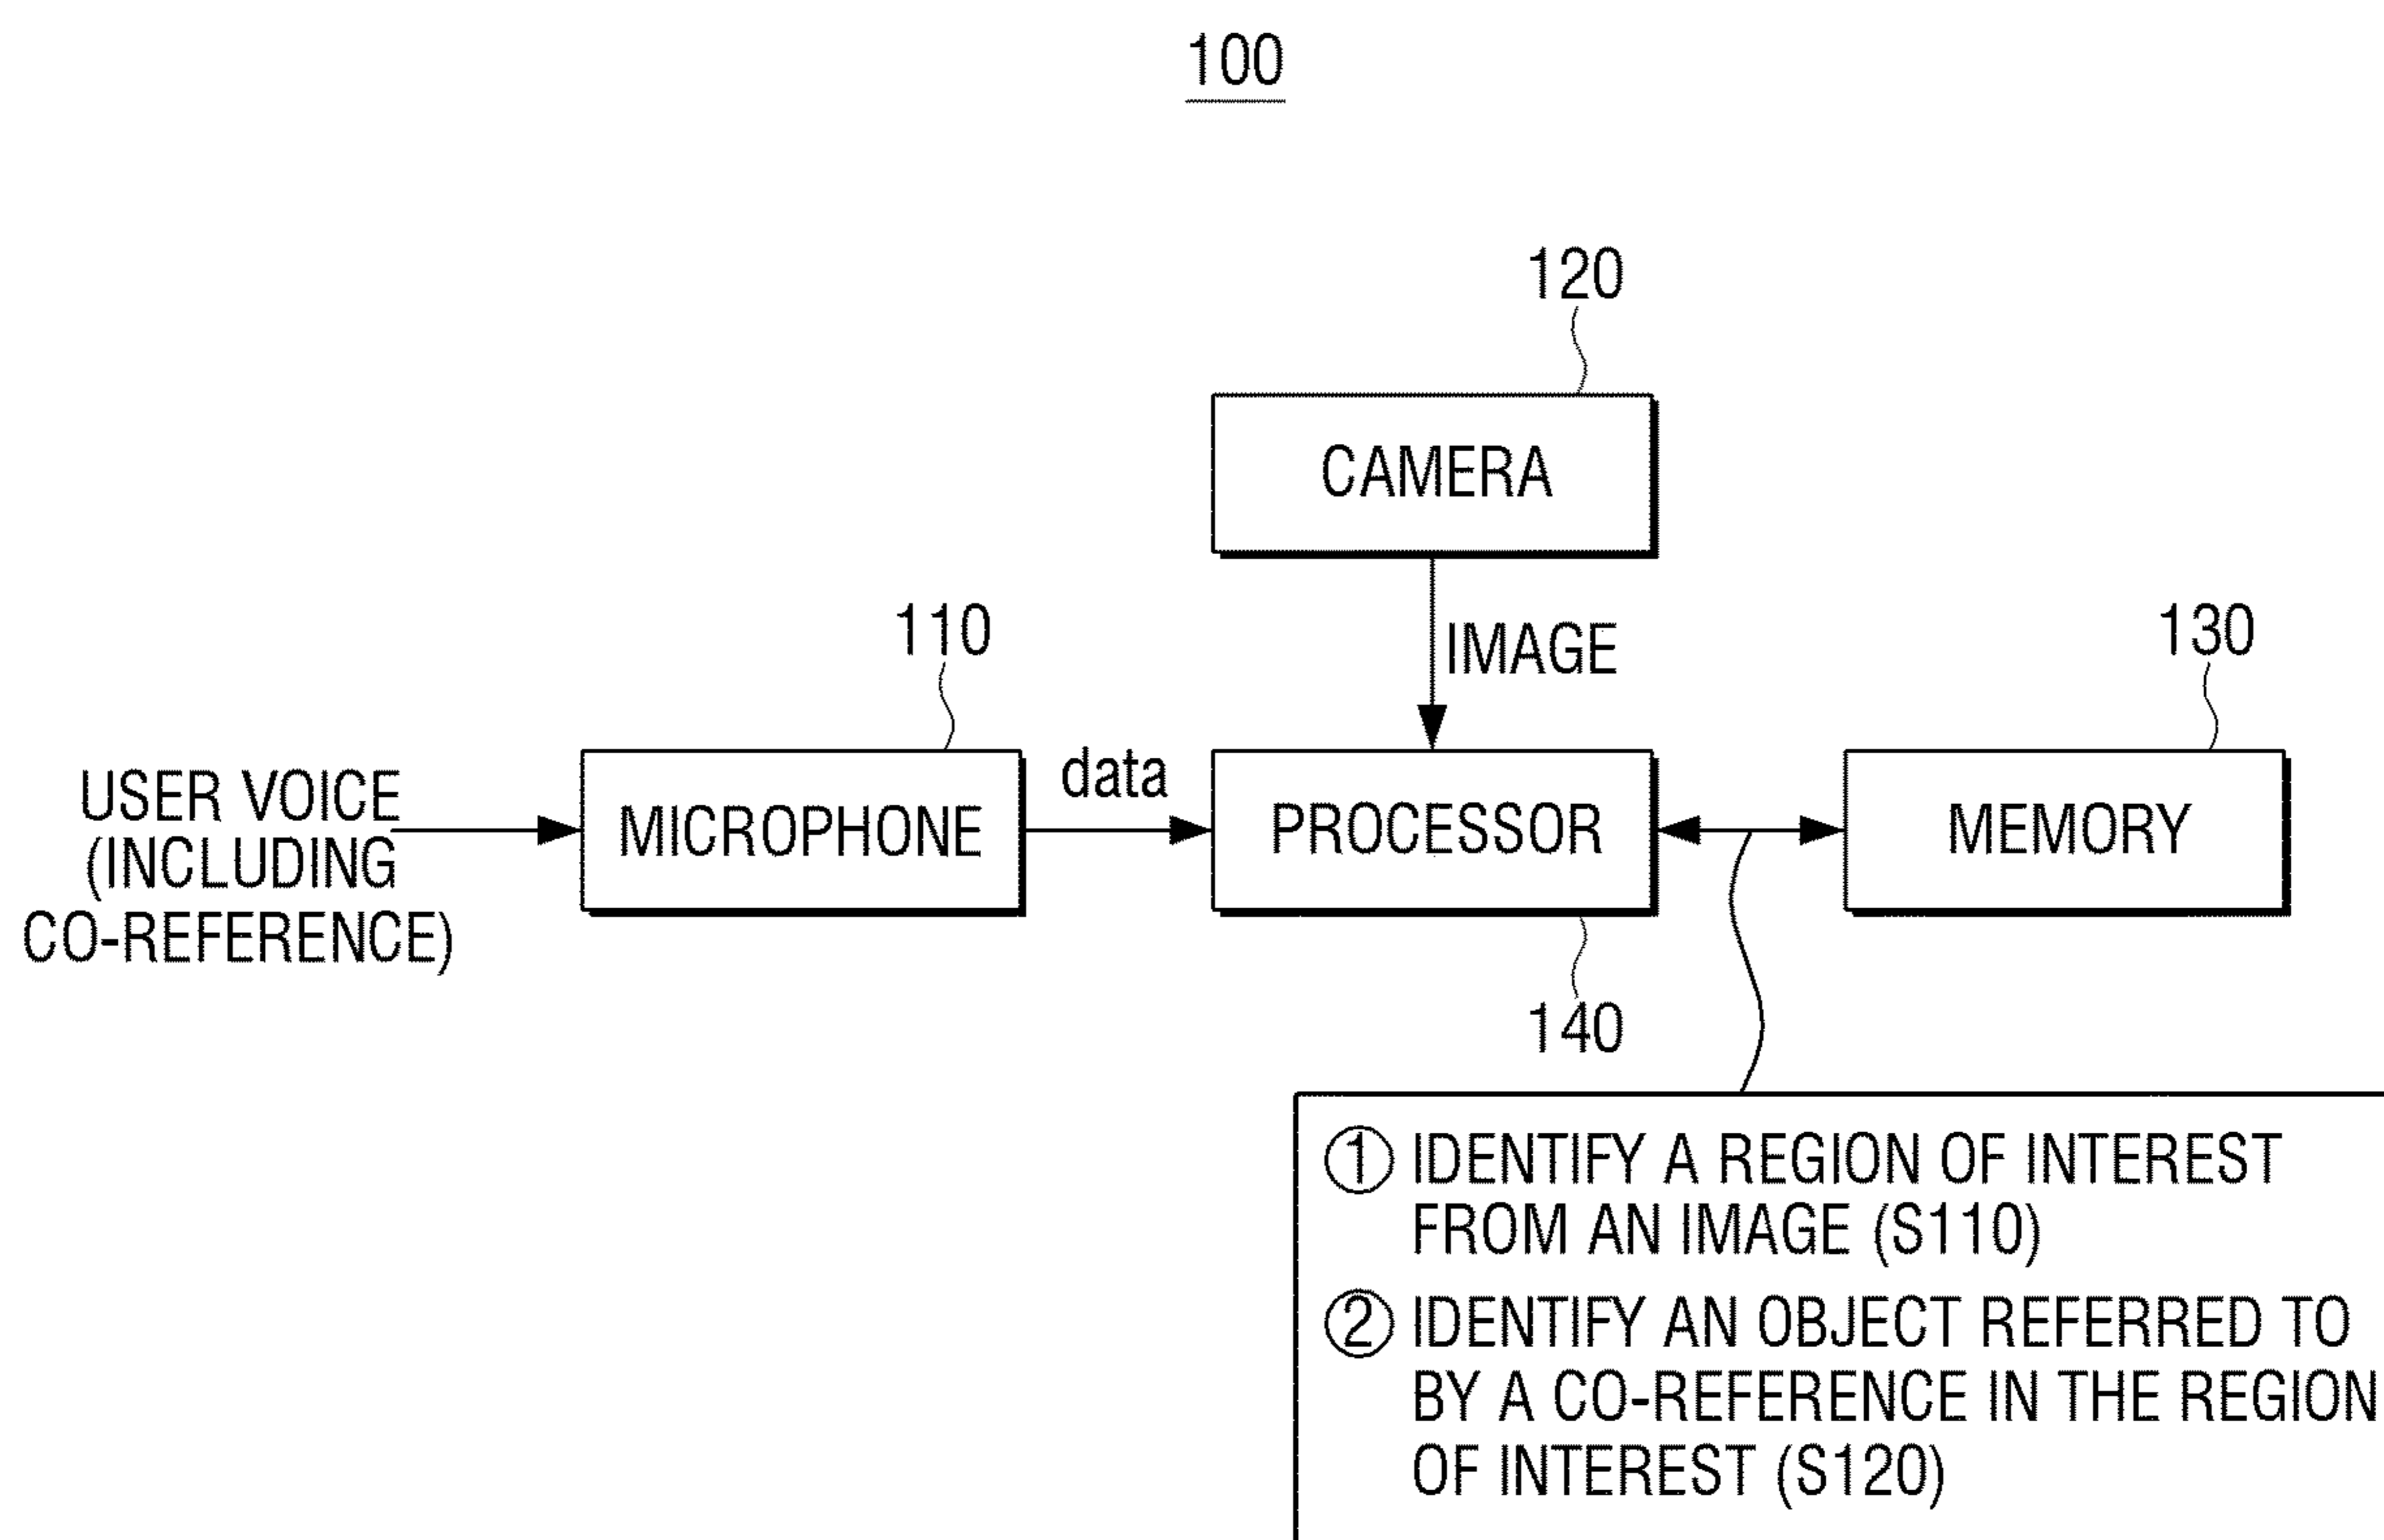 100
120
CAMERA
IMAGE
110
130
USER VOICE
(INCLUDING
CO-REFERENCE)
MICROPHONE
data
PROCESSOR
MEMORY
140
① IDENTIFY A REGION OF INTEREST
FROM AN IMAGE (S110)
② IDENTIFY AN OBJECT REFERRED TO
BY A CO-REFERENCE IN THE REGION
OF INTEREST (S120)